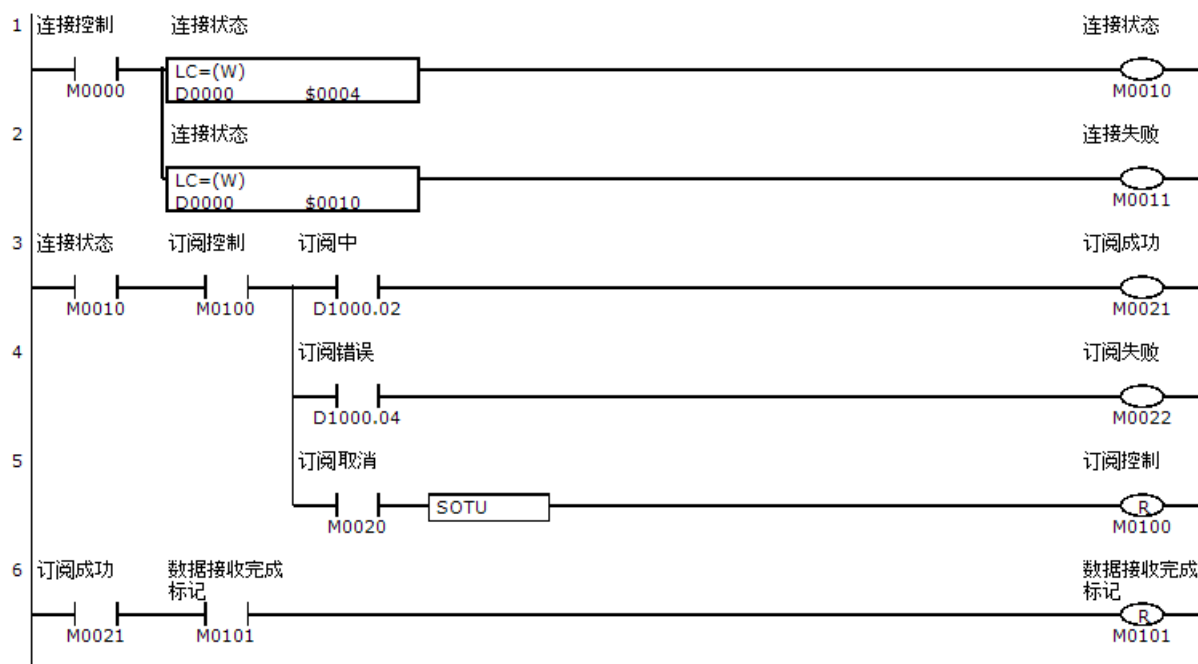 1 连接控制 连接状态 连接状态
LC=(W)
M0000 D0000 $0004 M0010
2 连接状态 连接失败
LC=(W)
D0000 $0010 M0011
3 连接状态 订阅控制 订阅中 订阅成功
M0010 M0100 D1000.02 M0021
4 订阅错误 订阅失败
D1000.04 M0022
5 订阅取消 订阅控制
SOTU R
M0020 M0100
6 订阅成功 数据接收完成 数据接收完成
标记 标记
R
M0021 M0101 M0101